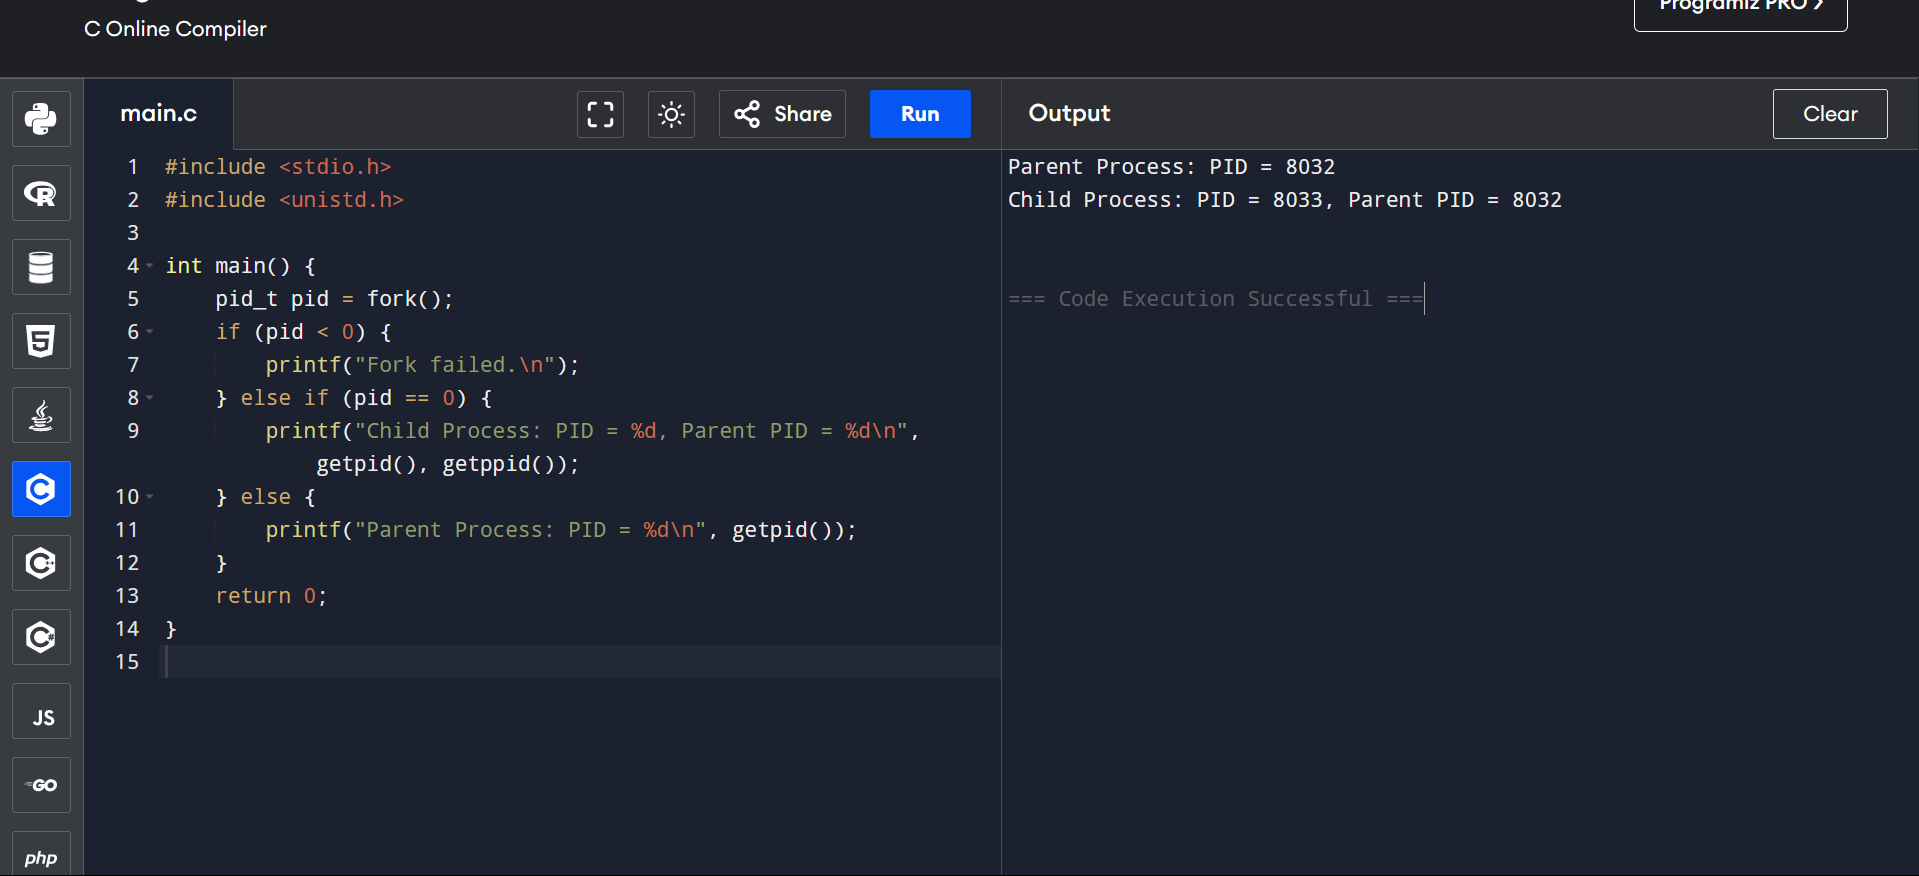 Programiz PRO
C Online Compiler
main.c
Share
Run
Output
Clear
1 #include <stdio.h>
2 #include <unistd.h>
3
4 int main() {
5 pid_t pid = fork();
6 if (pid < 0) {
7 printf("Fork failed.\n");
8 } else if (pid == 0) {
9 printf("Child Process: PID = %d, Parent PID = %d\n",
getpid(), getppid());
10 } else {
11 printf("Parent Process: PID = %d\n", getpid());
12 }
13 return 0;
14 }
15
Parent Process: PID = 8032
Child Process: PID = 8033, Parent PID = 8032
=== Code Execution Successful ===
R
5
C
C++
C#
JS
GO
php